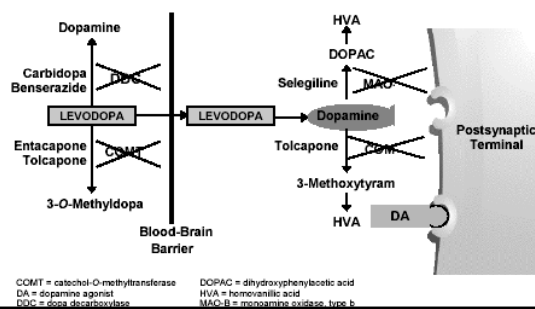 HVA
Dopamine
DOPAC
Carbidopa
Benserazide
DDC
Selegiline
MAO
LEVODOPA
LEVODOPA
Dopamine
Postsynaptic
Terminal
Entacapone
Tolcapone
COMT
Tolcapone
COM
3-O-Methyldopa
3-Methoxytyram
Blood-Brain
Barrier
HVA
DA
COMT = catechol-O-methyltransferase
DA = dopamine agonist
DDC = dopa decarboxylase
DOPAC = dihydroxyphenylacetic acid
HVA = homovanillic acid
MAO-B = monoamine oxidase, type b